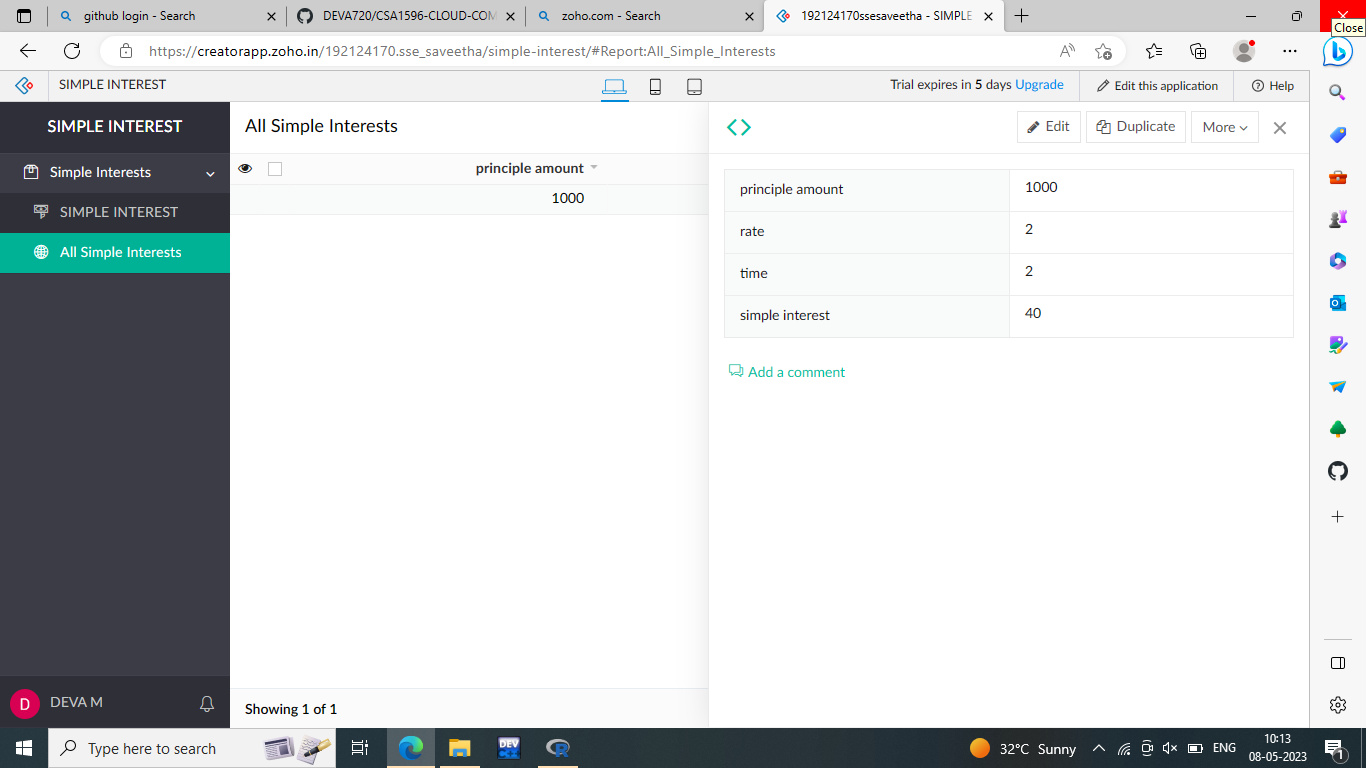 github login - Search
DEVA720/CSA1596-CLOUD-COM
zoho.com - Search
192124170ssesaveetha - SIMPLE
Close
https://creatorapp.zoho.in/192124170.sse_saveetha/simple-interest/#Report:All_Simple_Interests
SIMPLE INTEREST
Trial expires in 5 days Upgrade
Edit this application
Help
SIMPLE INTEREST
Simple Interests
SIMPLE INTEREST
All Simple Interests
All Simple Interests
principle amount
1000
Showing 1 of 1
Edit
Duplicate
More
principle amount 1000
rate 2
time 2
simple interest 40
Add a comment
D
DEVA M
Type here to search
DEV
C++
R
32°C Sunny
ENG
10:13
08-05-2023
1